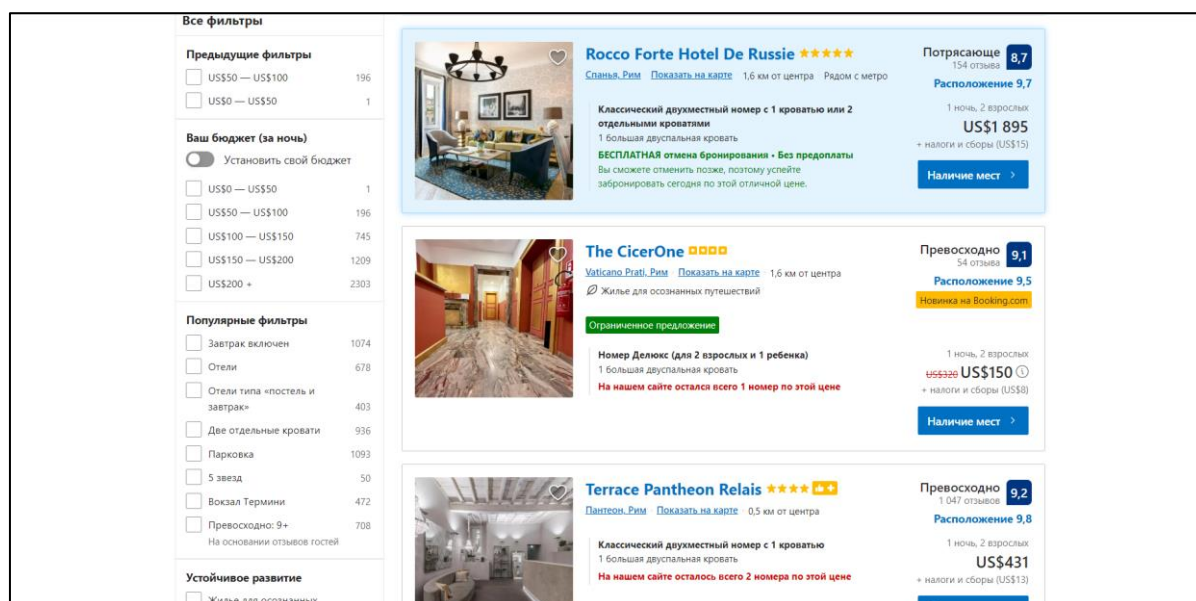 Все фильтры
Предыдущие фильтры
US$50 — US$100 196
US$0 — US$50 1
Ваш бюджет (за ночь)
Установить свой бюджет
US$0 — US$50 1
US$50 — US$100 196
US$100 — US$150 745
US$150 — US$200 1209
US$200 + 2303
Популярные фильтры
Завтрак включен 1074
Отели 678
Отели типа «постель и
завтрак» 403
Две отдельные кровати 936
Парковка 1093
5 звезд 50
Вокзал Термини 472
Превосходно: 9+ 708
На основании отзывов гостей
Устойчивое развитие
Жилье для осознанных
Rocco Forte Hotel De Russie
Спанья, Рим Показать на карте 1,6 км от центра Рядом с метро
Классический двухместный номер с 1 кроватью или 2
отдельными кроватями
1 большая двуспальная кровать
БЕСПЛАТНАЯ отмена бронирования • Без предоплаты
Вы сможете отменить позже, поэтому успейте
забронировать сегодня по этой отличной цене.
Потрясающе 8,7
154 отзыва
Расположение 9,7
1 ночь, 2 взрослых
US$1 895
+ налоги и сборы (US$15)
Наличие мест
The CicerOne
Vaticano Prati, Рим Показать на карте 1,6 км от центра
Жилье для осознанных путешествий
Ограниченное предложение
Номер Делюкс (для 2 взрослых и 1 ребенка)
1 большая двуспальная кровать
На нашем сайте остался всего 1 номер по этой цене
Превосходно 9,1
54 отзыва
Расположение 9,5
Новинка на Booking.com
1 ночь, 2 взрослых
US$320 US$150
+ налоги и сборы (US$8)
Наличие мест
Terrace Pantheon Relais
Пантеон, Рим Показать на карте 0,5 км от центра
Классический двухместный номер с 1 кроватью
1 большая двуспальная кровать
На нашем сайте осталось всего 2 номера по этой цене
Превосходно 9,2
1 047 отзывов
Расположение 9,8
1 ночь, 2 взрослых
US$431
+ налоги и сборы (US$13)